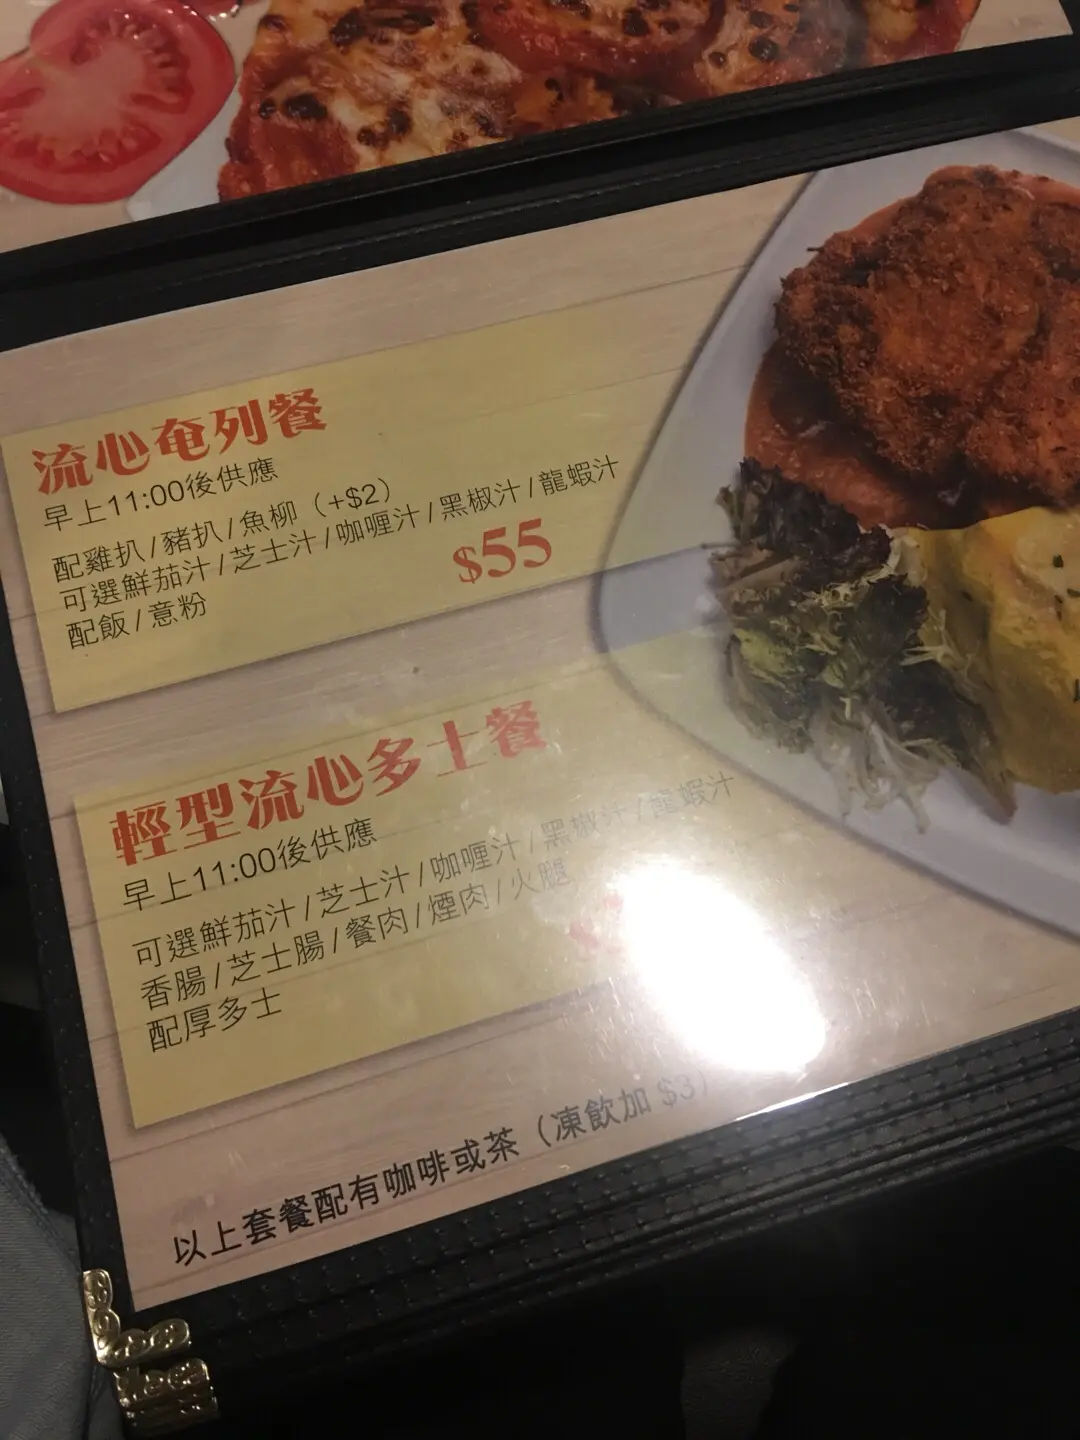 流心奄列餐
早上11:00後供應
配雞扒/豬扒/魚柳（+$2）
可選鮮茄汁/芝士汁/咖喱汁/黑椒汁/龍蝦汁
配飯/意粉
$55
輕型流心多士餐
早上11:00後供應
可選鮮茄汁/芝士汁/咖喱汁/黑椒汁/龍蝦汁
香腸/芝士腸/餐肉/煙肉/火腿
配厚多士
以上套餐配有咖啡或茶（凍飲加 $3）